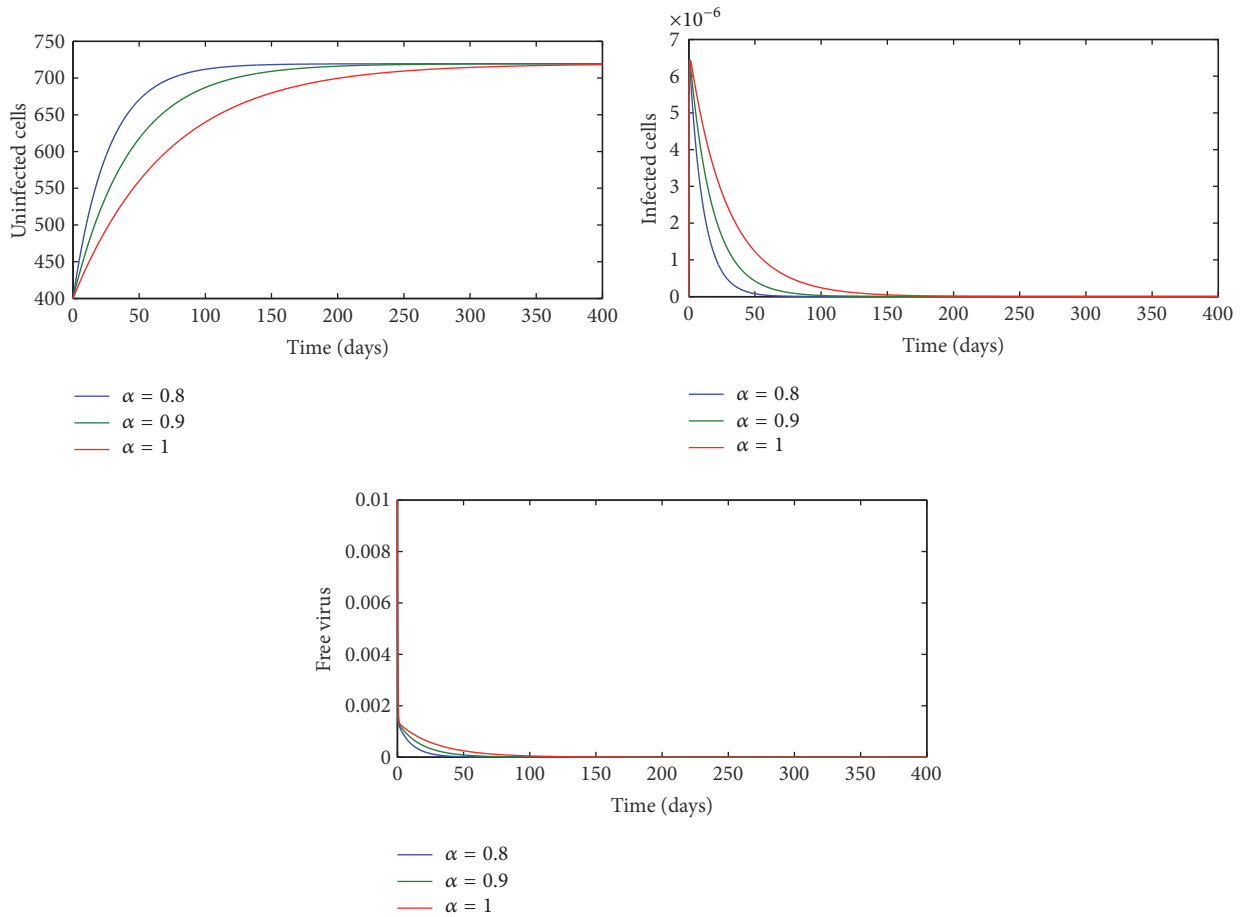 750
700
650
600
550
500
450
400
Uninfected cells
0 50 100 150 200 250 300 350 400
Time (days)
α = 0.8
α = 0.9
α = 1
×10⁻⁶
7
6
5
4
3
2
1
0
Infected cells
0 50 100 150 200 250 300 350 400
Time (days)
α = 0.8
α = 0.9
α = 1
0.01
0.008
0.006
0.004
0.002
0
Free virus
0 50 100 150 200 250 300 350 400
Time (days)
α = 0.8
α = 0.9
α = 1